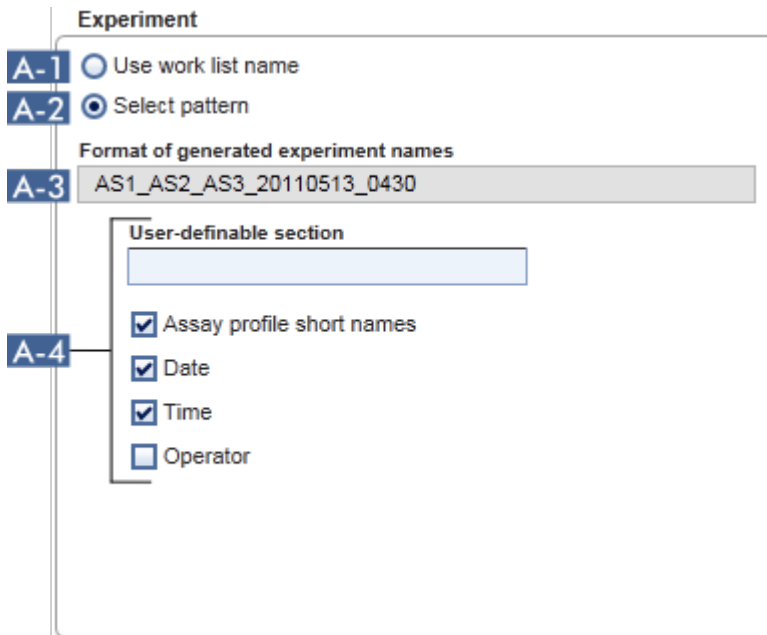 Experiment
A-1 Use work list name
A-2 Select pattern
Format of generated experiment names
A-3 AS1_AS2_AS3_20110513_0430
User-definable section
Assay profile short names
A-4
Date
Time
Operator